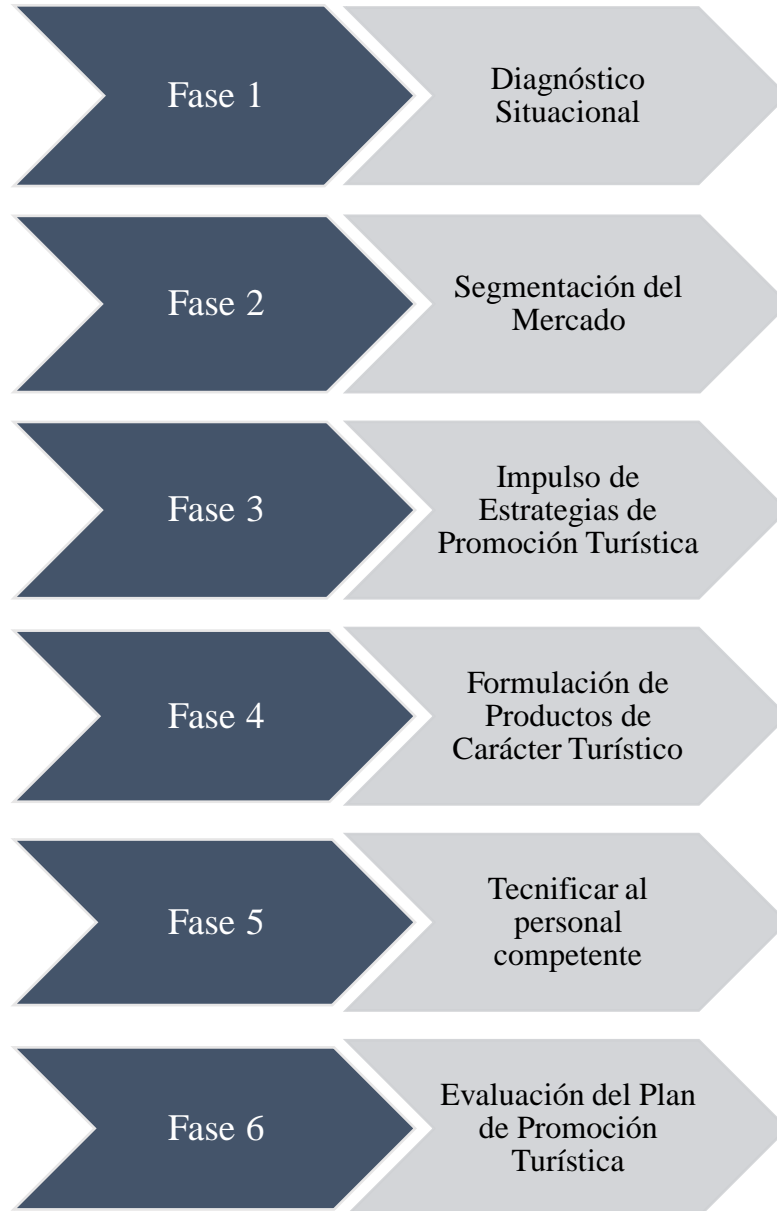 Fase 1
Diagnóstico
Situacional
Fase 2
Segmentación del
Mercado
Fase 3
Impulso de
Estrategias de
Promoción Turística
Fase 4
Formulación de
Productos de
Carácter Turístico
Fase 5
Tecnificar al
personal
competente
Fase 6
Evaluación del Plan
de Promoción
Turística